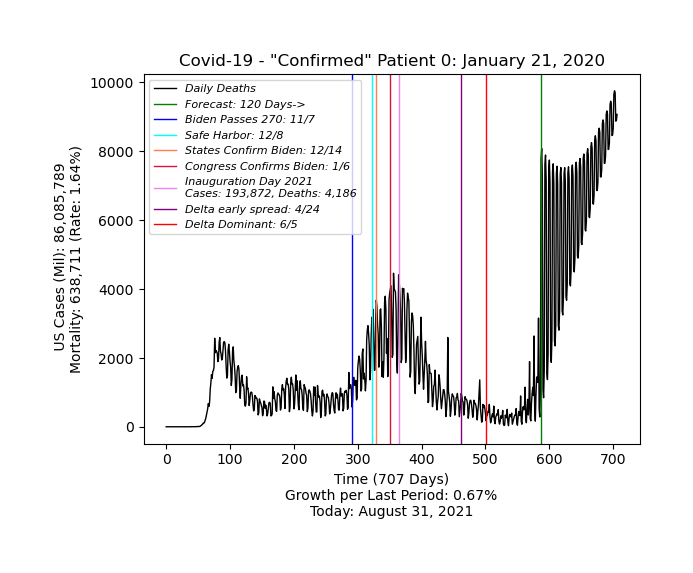 Covid-19 - "Confirmed" Patient 0: January 21, 2020
10000
8000
6000
4000
2000
0
US Cases (Mil): 86,085,789
Mortality: 638,711 (Rate: 1.64%)
Daily Deaths
Forecast: 120 Days->
Biden Passes 270: 11/7
Safe Harbor: 12/8
States Confirm Biden: 12/14
Congress Confirms Biden: 1/6
Inauguration Day 2021
Cases: 193,872, Deaths: 4,186
Delta early spread: 4/24
Delta Dominant: 6/5
0 100 200 300 400 500 600 700
Time (707 Days)
Growth per Last Period: 0.67%
Today: August 31, 2021